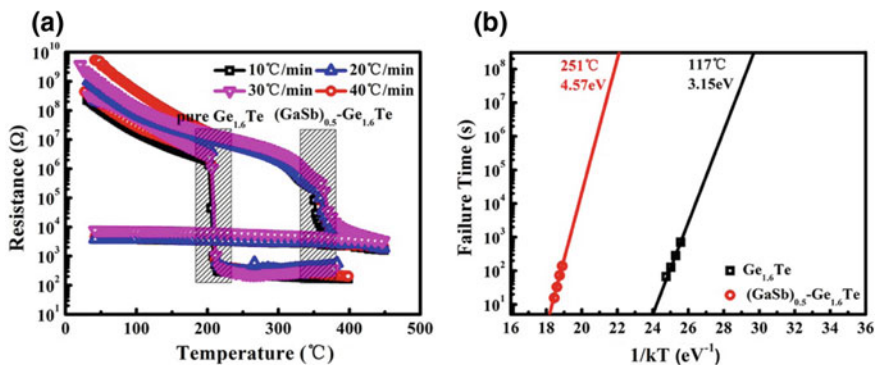 (a)
10¹⁰
10⁹
10⁸
10⁷
10⁶
10⁵
10⁴
10³
10²
10¹
10⁰
Resistance (Ω)
10℃/min 20℃/min
30℃/min 40℃/min
pure Ge₁.₆Te (GaSb)₀.₅-Ge₁.₆Te
0 100 200 300 400 500
Temperature (℃)
(b)
10⁸
10⁷
10⁶
10⁵
10⁴
10³
10²
10¹
Failure Time (s)
251℃ 117℃
4.57eV 3.15eV
Ge₁.₆Te
(GaSb)₀.₅-Ge₁.₆Te
16 18 20 22 24 26 28 30 32 34 36
1/kT (eV⁻¹)